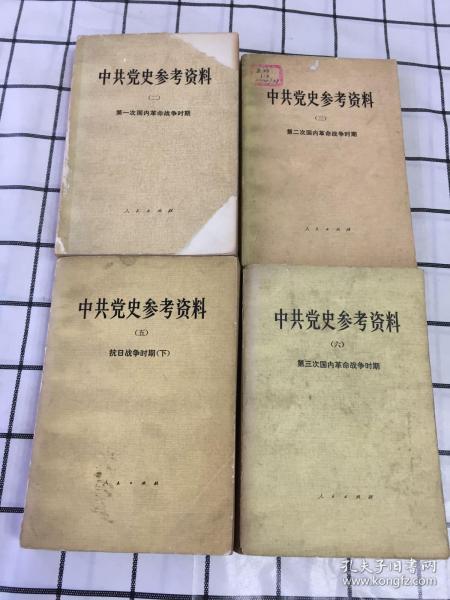 中共党史参考资料
(二)
第一次国内革命战争时期
人民出版社
中共党史参考资料
(三)
第二次国内革命战争时期
人民出版社
中共党史参考资料
(五)
抗日战争时期(下)
人民出版社
中共党史参考资料
(六)
第三次国内革命战争时期
人民出版社
孔夫子旧书网
www.kongfz.com